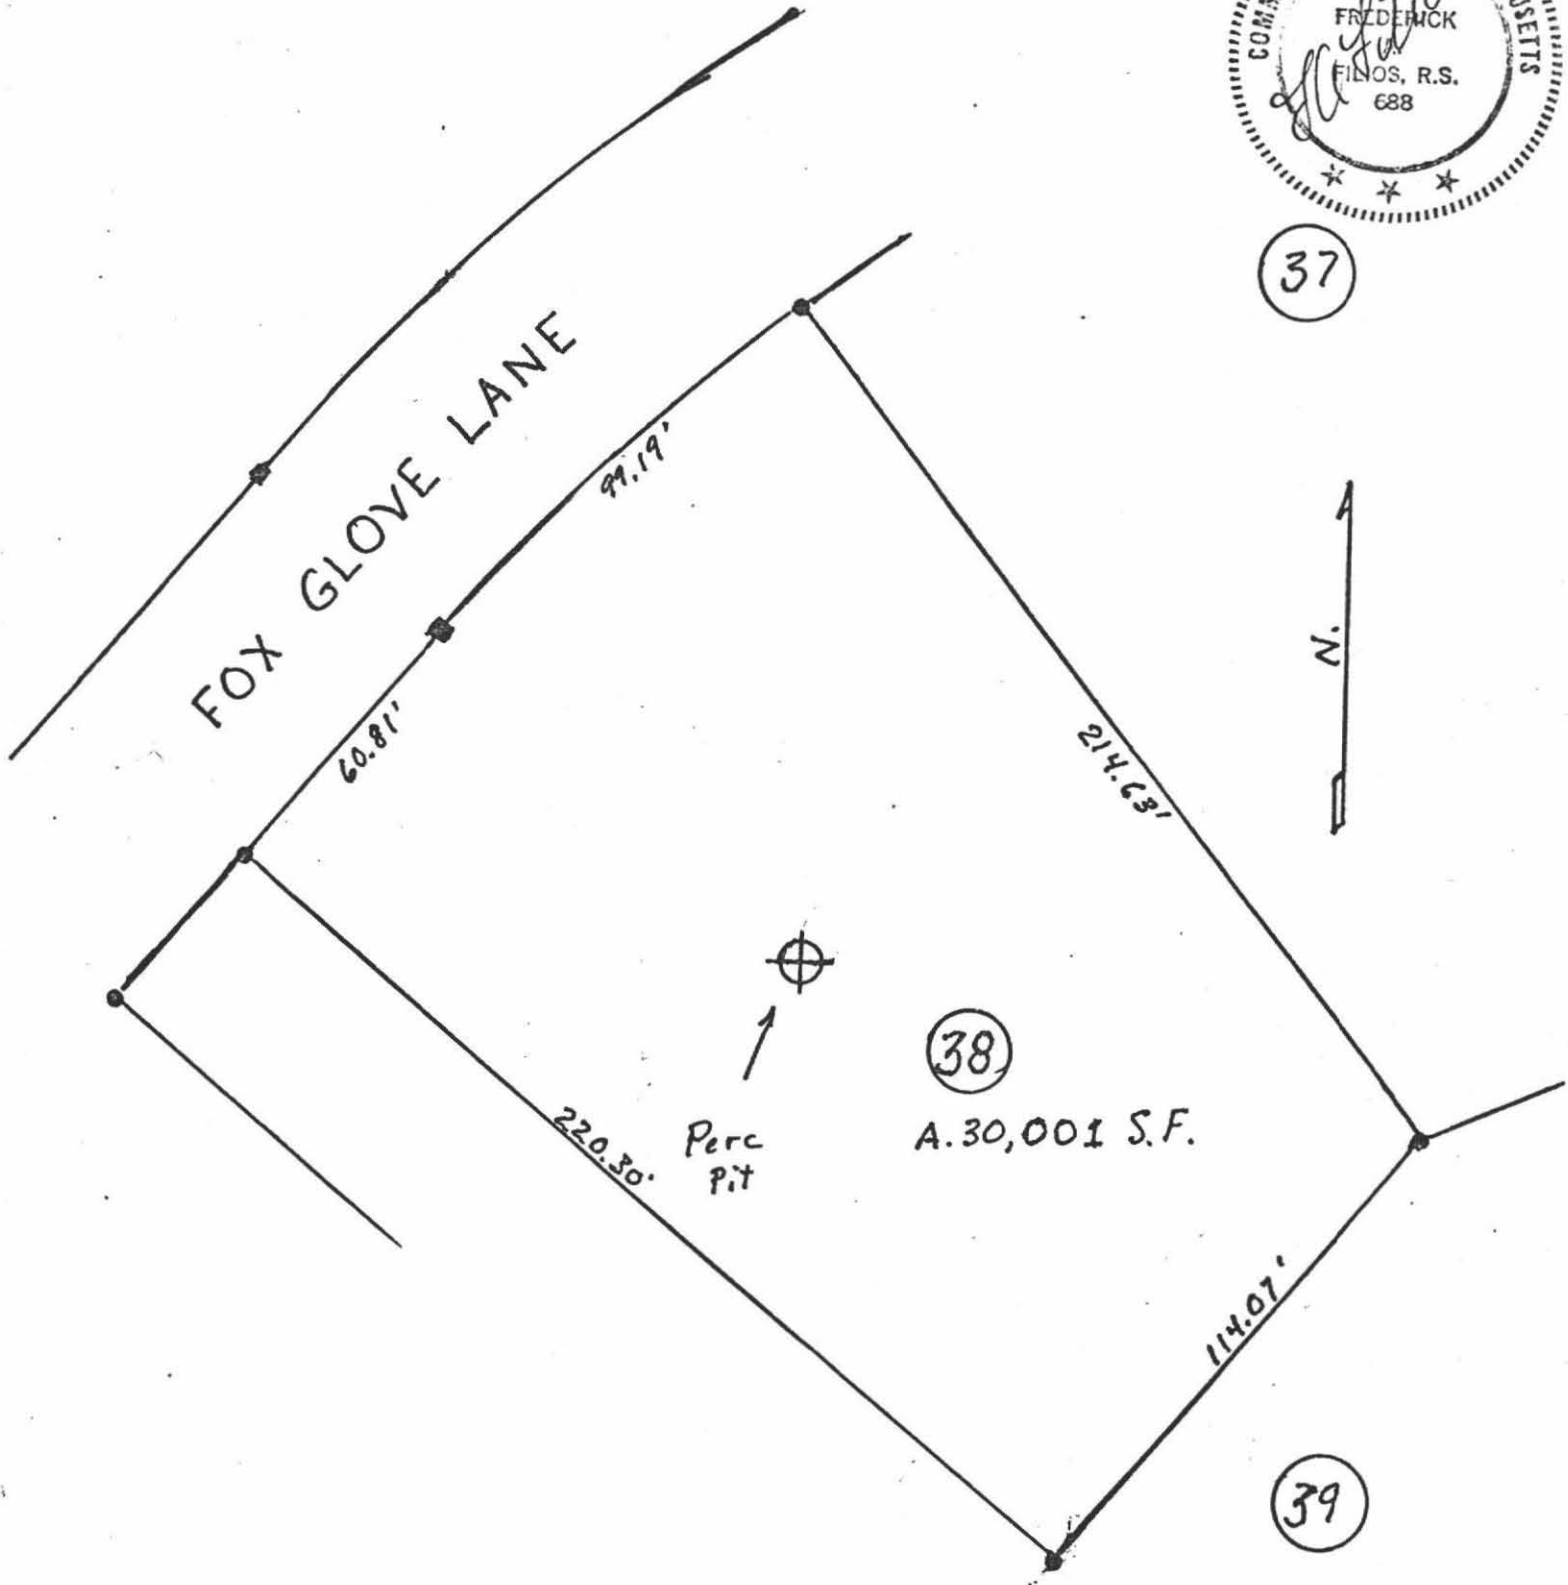 FREDERICK
FILIOS, R.S.
688
37
FOX GLOVE LANE
99.19'
N.
60.81'
214.63'
38
A. 30,001 S.F.
Perc
Pit
220.30'
114.07'
39